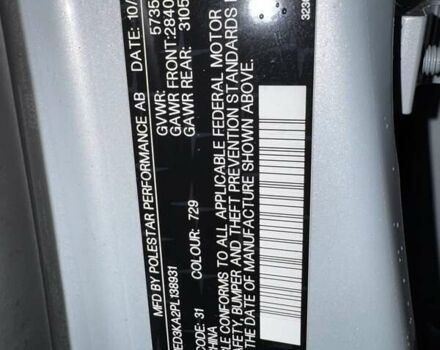 MFD BY POLESTAR PERFORMANCE AB DATE: 10/
GVWR: 5735
GAWR FRONT: 2840
GAWR REAR: 3105
ED3KA2PL138931
CODE: 31 COLOUR: 729
CHINA
LE CONFORMS TO ALL APPLICABLE FEDERAL MOTOR
SAFETY, BUMPER AND THEFT PREVENTION STANDARDS
THE DATE OF MANUFACTURE SHOWN ABOVE.